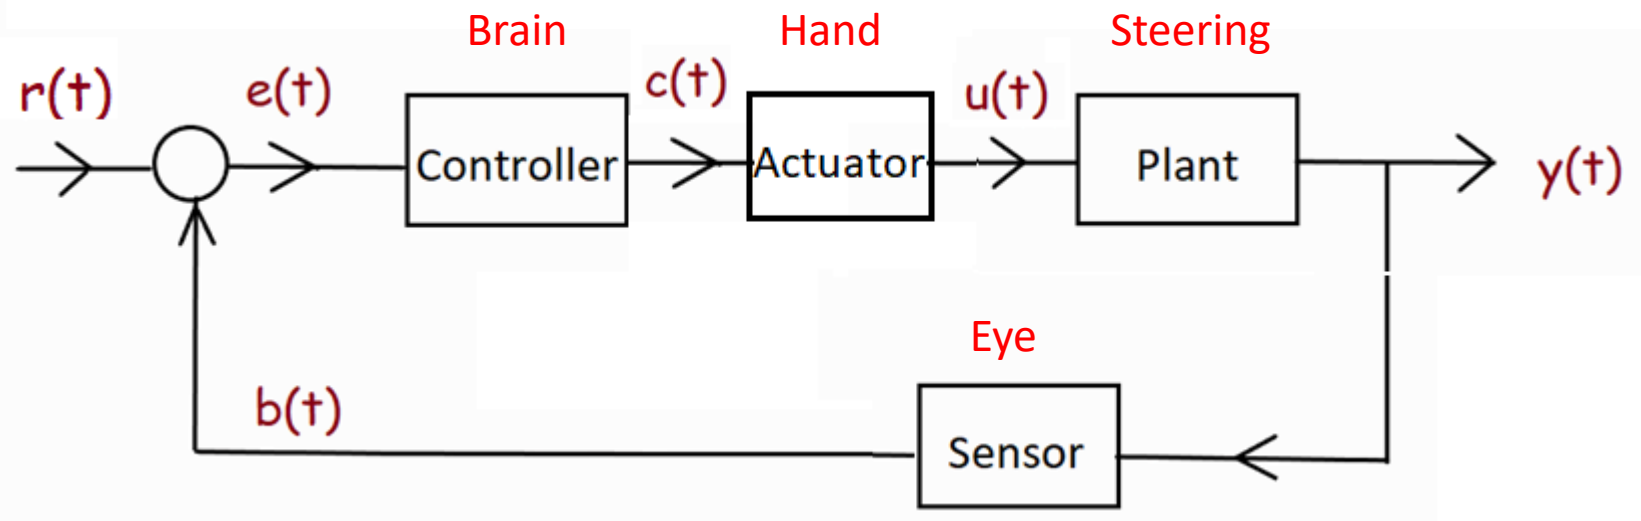 Brain
Hand
Steering
r(t)
e(t)
c(t)
u(t)
Controller
Actuator
Plant
y(t)
Eye
b(t)
Sensor